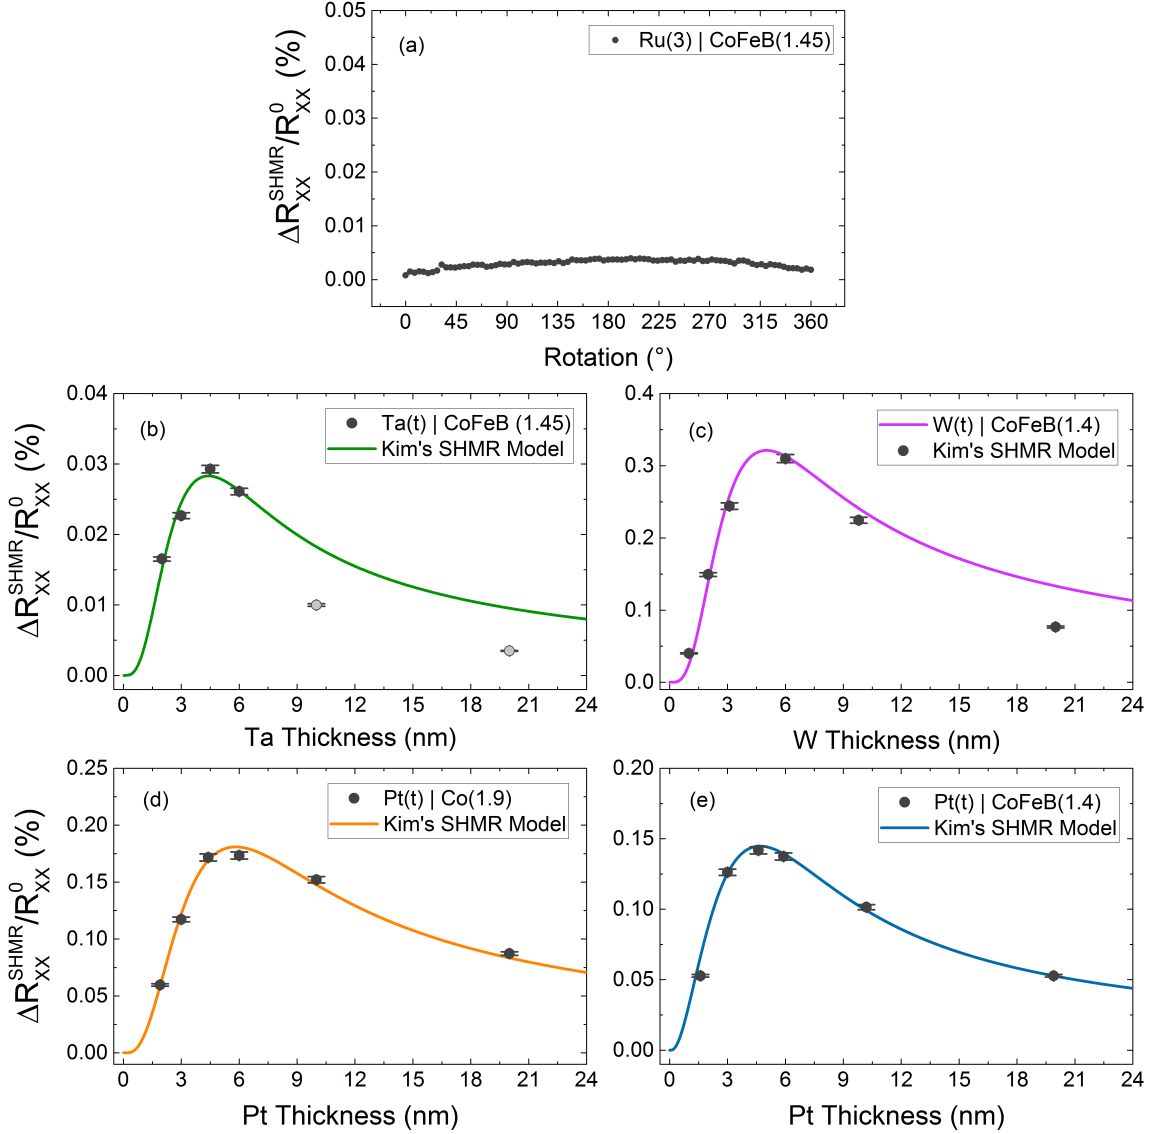 (a)
Ru(3) | CoFeB(1.45)
ΔR_XX^SHMR/R_XX^0 (%)
0.05
0.04
0.03
0.02
0.01
0.00
0 45 90 135 180 225 270 315 360
Rotation (°)
(b)
Ta(t) | CoFeB (1.45)
Kim's SHMR Model
ΔR_XX^SHMR/R_XX^0 (%)
0.04
0.03
0.02
0.01
0.00
0 3 6 9 12 15 18 21 24
Ta Thickness (nm)
(c)
W(t) | CoFeB(1.4)
Kim's SHMR Model
0.4
0.3
0.2
0.1
0.0
0 3 6 9 12 15 18 21 24
W Thickness (nm)
(d)
Pt(t) | Co(1.9)
Kim's SHMR Model
ΔR_XX^SHMR/R_XX^0 (%)
0.25
0.20
0.15
0.10
0.05
0.00
0 3 6 9 12 15 18 21 24
Pt Thickness (nm)
(e)
Pt(t) | CoFeB(1.4)
Kim's SHMR Model
0.20
0.15
0.10
0.05
0.00
0 3 6 9 12 15 18 21 24
Pt Thickness (nm)